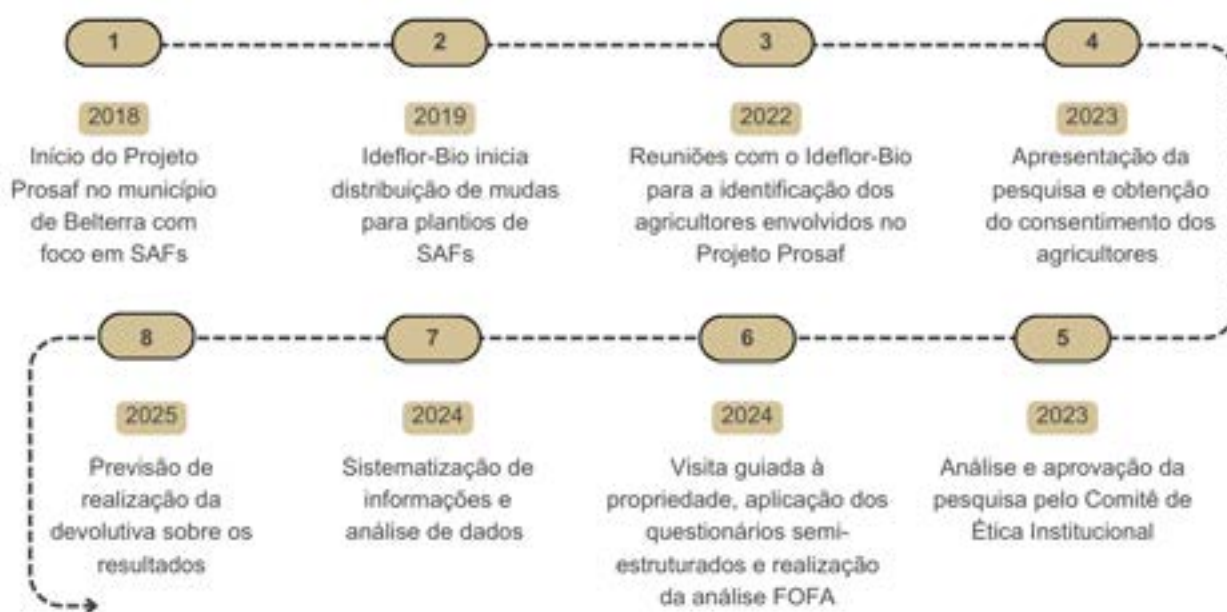 1
2018
Início do Projeto
Prosaf no município
de Belterra com
foco em SAFs
2
2019
Ideflor-Bio inicia
distribuição de mudas
para plantios de
SAFs
3
2022
Reuniões com o Ideflor-Bio
para a identificação dos
agricultores envolvidos no
Projeto Prosaf
4
2023
Apresentação da
pesquisa e obtenção
do consentimento dos
agricultores
5
2023
Análise e aprovação da
pesquisa pelo Comitê de
Ética Institucional
6
2024
Visita guiada à
propriedade, aplicação dos
questionários semi-
estruturados e realização
da análise FOFA
7
2024
Sistematização de
informações e
análise de dados
8
2025
Previsão de
realização da
devolutiva sobre os
resultados